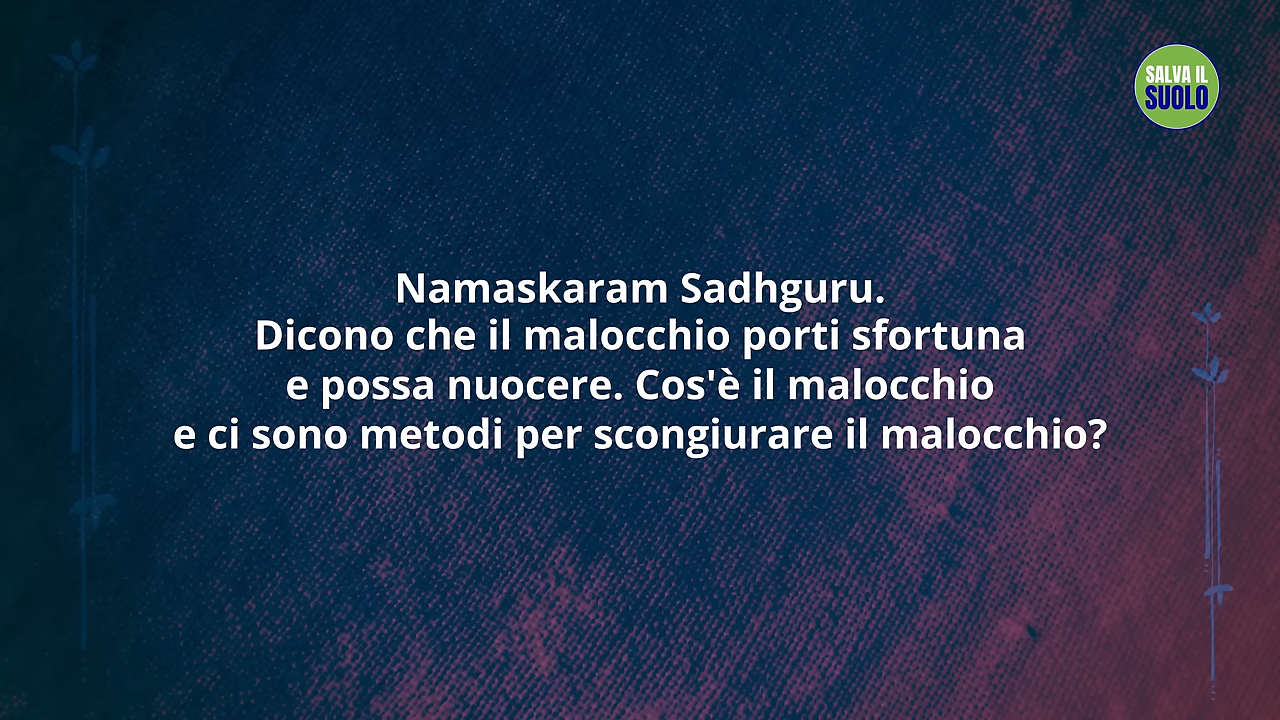 SALVA IL
SUOLO
Namaskaram Sadhguru.
Dicono che il malocchio porti sfortuna
e possa nuocere. Cos'è il malocchio
e ci sono metodi per scongiurare il malocchio?